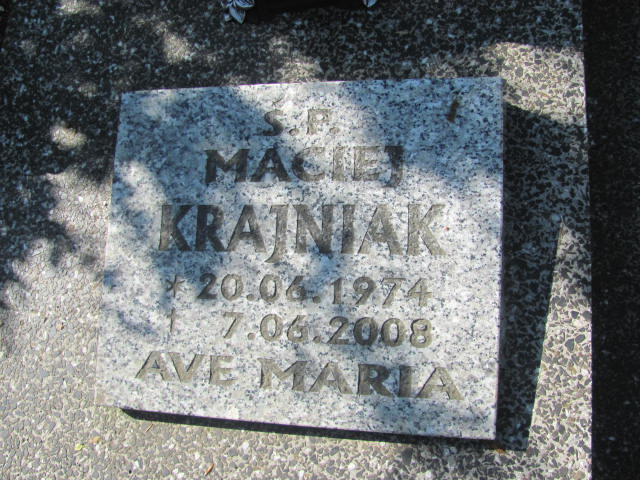 Ś.P.
MACIEJ
KRAJNIAK
* 20.06.1974
† 7.06.2008
AVE MARIA